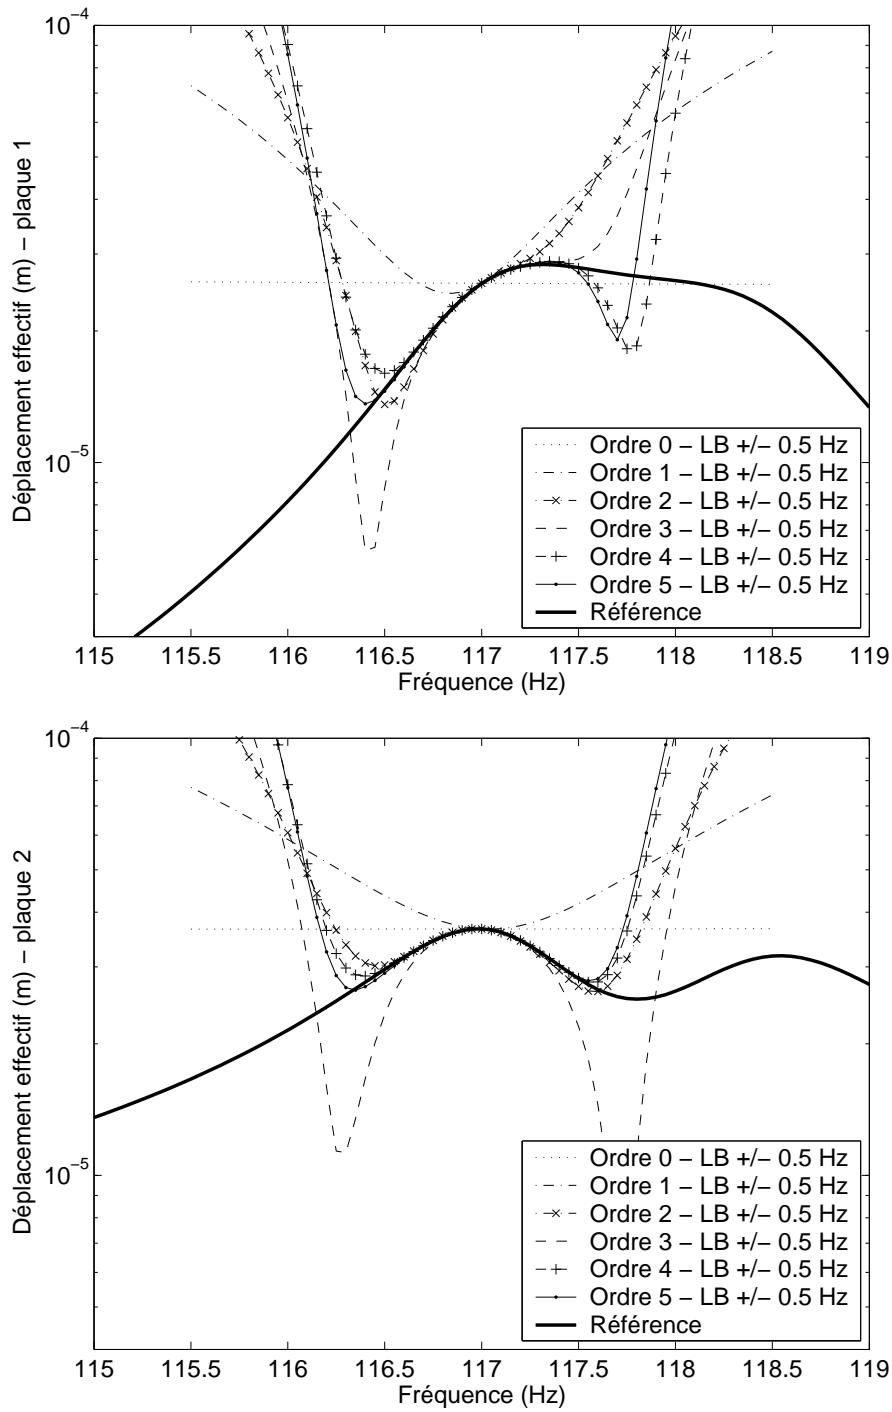 10−4
10−5
Déplacement effectif (m) − plaque 1
Ordre 0 − LB +/− 0.5 Hz
Ordre 1 − LB +/− 0.5 Hz
Ordre 2 − LB +/− 0.5 Hz
Ordre 3 − LB +/− 0.5 Hz
Ordre 4 − LB +/− 0.5 Hz
Ordre 5 − LB +/− 0.5 Hz
Référence
115 115.5 116 116.5 117 117.5 118 118.5 119
Fréquence (Hz)
10−4
10−5
Déplacement effectif (m) − plaque 2
Ordre 0 − LB +/− 0.5 Hz
Ordre 1 − LB +/− 0.5 Hz
Ordre 2 − LB +/− 0.5 Hz
Ordre 3 − LB +/− 0.5 Hz
Ordre 4 − LB +/− 0.5 Hz
Ordre 5 − LB +/− 0.5 Hz
Référence
115 115.5 116 116.5 117 117.5 118 118.5 119
Fréquence (Hz)